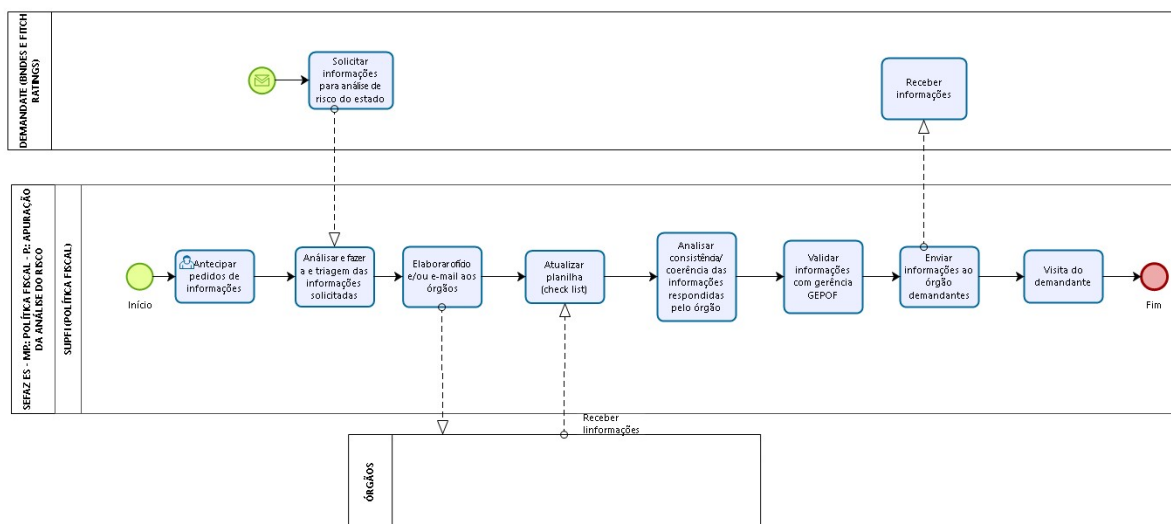 DEMANDATE (BNDES E FITCH
RATINGS)
Solicitar
informações
para análise de
risco do estado
Receber
informações
SEFAZ ES - MP.: POLÍTICA FISCAL - P.: APURAÇÃO
DA ANÁLISE DO RISCO
SUPFI (POLÍTICA FISCAL)
Início
Antecipar
pedidos de
informações
Análisar e fazer
a e triagem das
informações
solicitadas
Elaborar ofício
e/ou e-mail aos
órgãos
Atualizar
planilha
(check list)
Analisar
consistência/
coerência das
informações
respondidas
pelo órgão
Validar
informações
com gerência
GEPOF
Enviar
informações ao
órgão
demandantes
Visita do
demandante
Fim
Receber
Iinformações
ÓRGÃOS